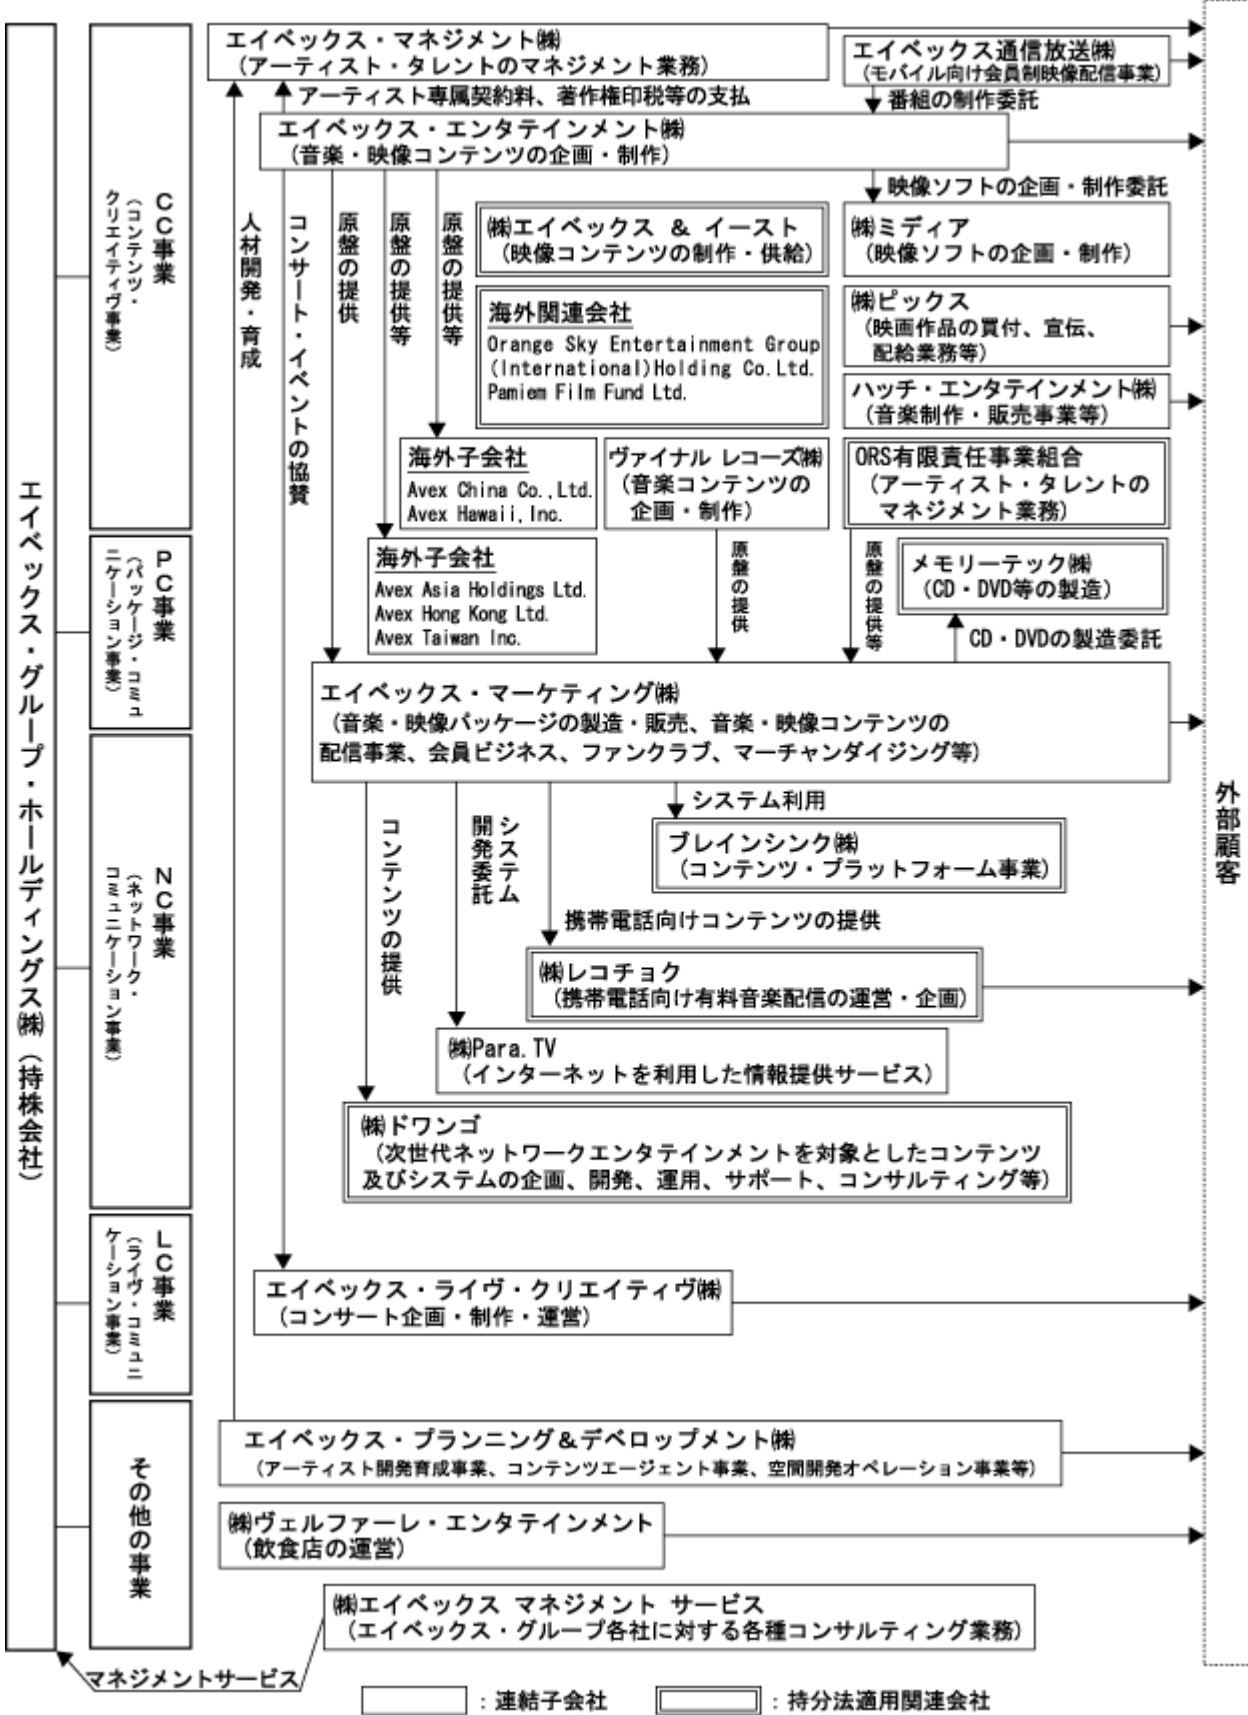 エイベックス・グループ・ホールディングス㈱(持株会社)
CC事業
(コンテンツ・
クリエイティヴ事業)
PC事業
(パッケージ・コミュ
ニケーション事業)
NC事業
(ネットワーク・
コミュニケーション事業)
LC事業
(ライヴ・コミュニ
ケーション事業)
その他の事業
エイベックス・マネジメント㈱
(アーティスト・タレントのマネジメント業務)
エイベックス通信放送㈱
(モバイル向け会員制映像配信事業)
アーティスト専属契約料、著作権印税等の支払
番組の制作委託
エイベックス・エンタテインメント㈱
(音楽・映像コンテンツの企画・制作)
映像ソフトの企画・制作委託
人材開発・育成
コンサート・イベントの協賛
原盤の提供
原盤の提供等
原盤の提供等
㈱エイベックス & イースト
(映像コンテンツの制作・供給)
㈱ミディア
(映像ソフトの企画・制作)
海外関連会社
Orange Sky Entertainment Group
(International)Holding Co.Ltd.
Pamiem Film Fund Ltd.
㈱ピックス
(映画作品の買付、宣伝、
配給業務等)
ハッチ・エンタテインメント㈱
(音楽制作・販売事業等)
海外子会社
Avex China Co.,Ltd.
Avex Hawaii,Inc.
ヴァイナル レコーズ㈱
(音楽コンテンツの
企画・制作)
ORS有限責任事業組合
(アーティスト・タレントの
マネジメント業務)
海外子会社
Avex Asia Holdings Ltd.
Avex Hong Kong Ltd.
Avex Taiwan Inc.
原盤の提供
原盤の提供等
メモリーテック㈱
(CD・DVD等の製造)
CD・DVDの製造委託
エイベックス・マーケティング㈱
(音楽・映像パッケージの製造・販売、音楽・映像コンテンツの
配信事業、会員ビジネス、ファンクラブ、マーチャンダイジング等)
コンテンツの提供
システム
開発委託
システム利用
ブレインシンク㈱
(コンテンツ・プラットフォーム事業)
携帯電話向けコンテンツの提供
㈱レコチョク
(携帯電話向け有料音楽配信の運営・企画)
㈱Para.TV
(インターネットを利用した情報提供サービス)
㈱ドワンゴ
(次世代ネットワークエンタテインメントを対象としたコンテンツ
及びシステムの企画、開発、運用、サポート、コンサルティング等)
エイベックス・ライヴ・クリエイティヴ㈱
(コンサート企画・制作・運営)
エイベックス・プランニング&デベロップメント㈱
(アーティスト開発育成事業、コンテンツエージェント事業、空間開発オペレーション事業等)
㈱ヴェルファーレ・エンタテインメント
(飲食店の運営)
㈱エイベックス マネジメント サービス
(エイベックス・グループ各社に対する各種コンサルティング業務)
マネジメントサービス
外部顧客
:連結子会社
:持分法適用関連会社